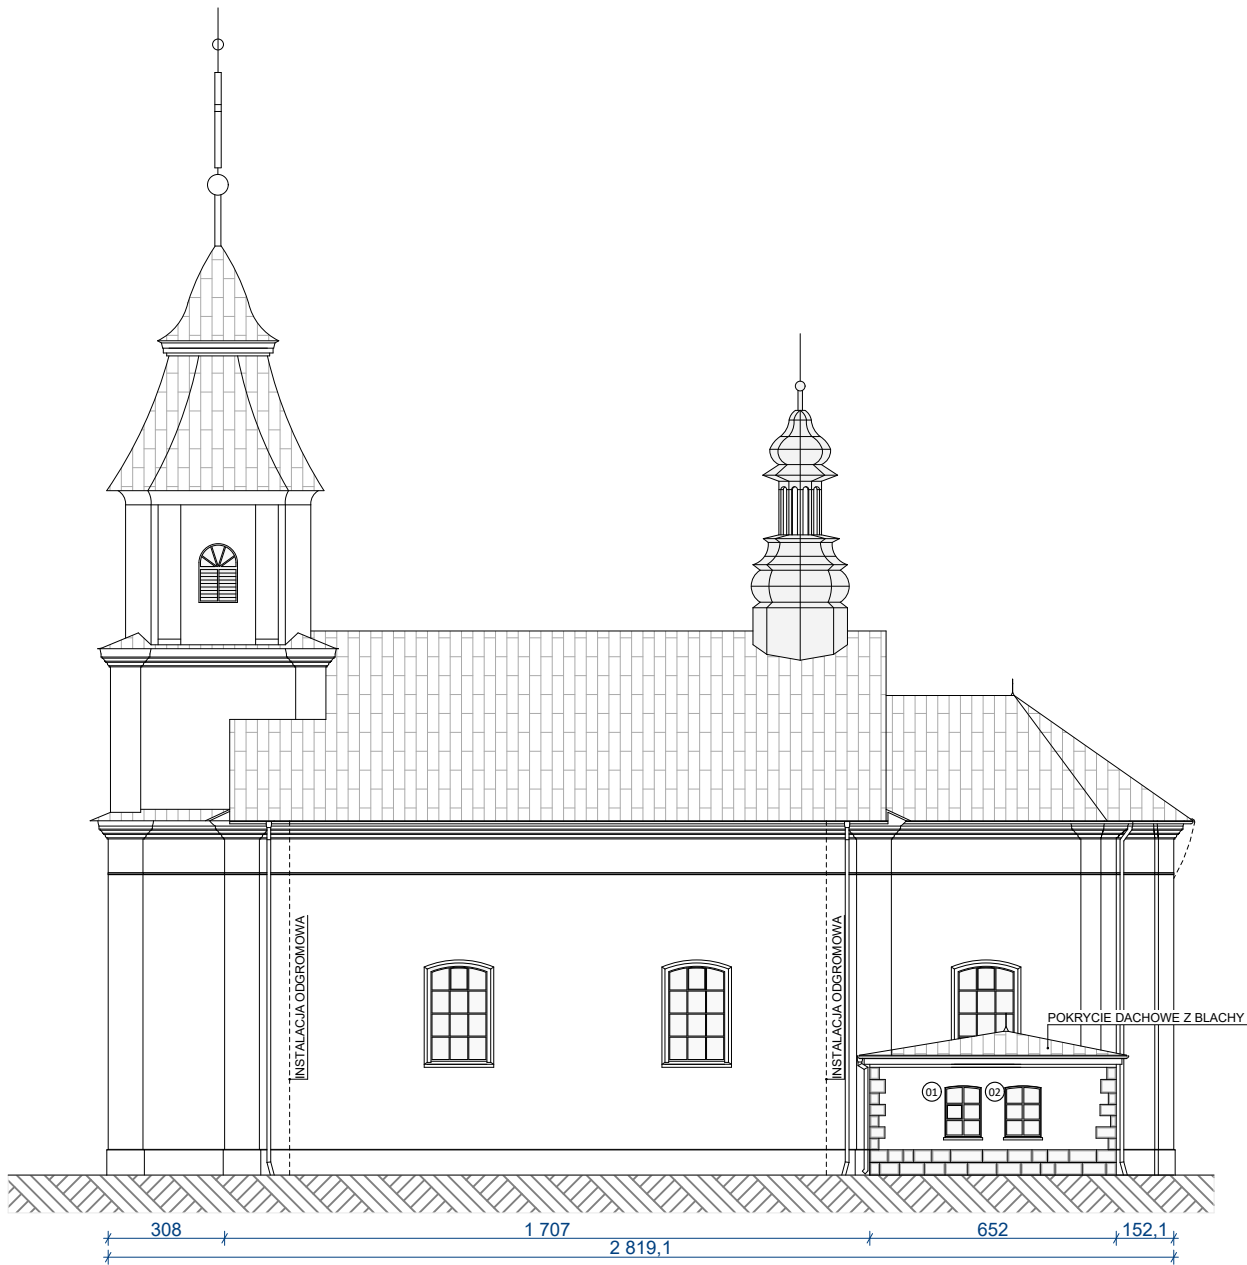 INSTALACJA ODGROMOWA
INSTALACJA ODGROMOWA
POKRYCIE DACHOWE Z BLACHY
01
02
308
1 707
652
152,1
2 819,1